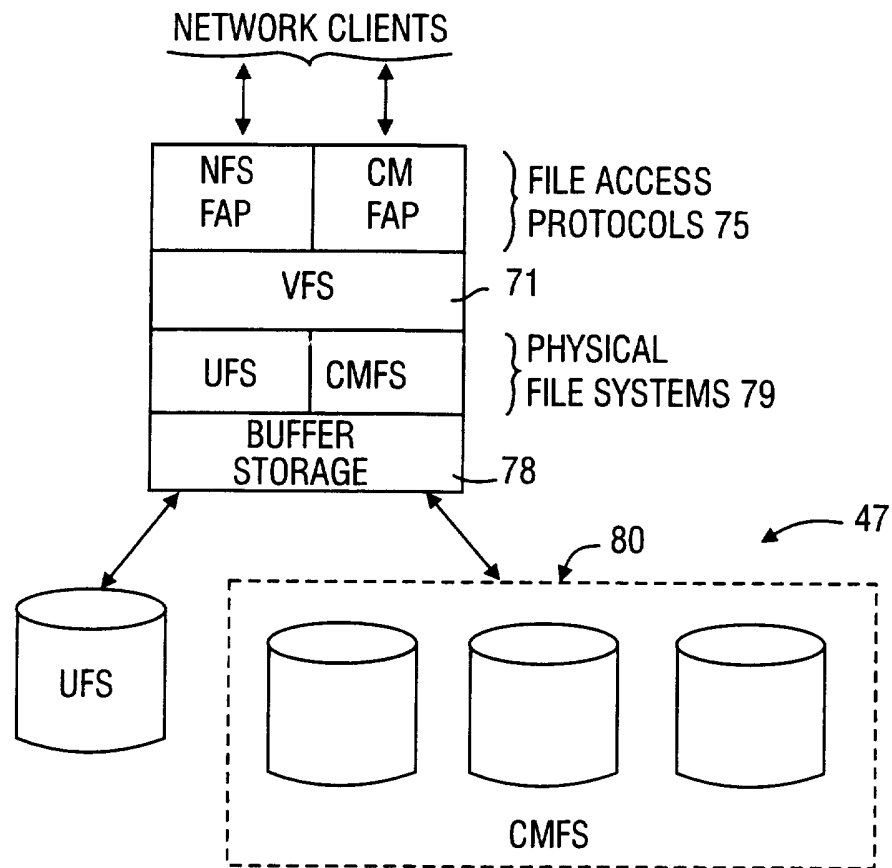 NETWORK CLIENTS
NFS
FAP
CM
FAP
FILE ACCESS
PROTOCOLS 75
VFS
71
UFS
CMFS
PHYSICAL
FILE SYSTEMS 79
BUFFER
STORAGE
78
47
80
UFS
CMFS